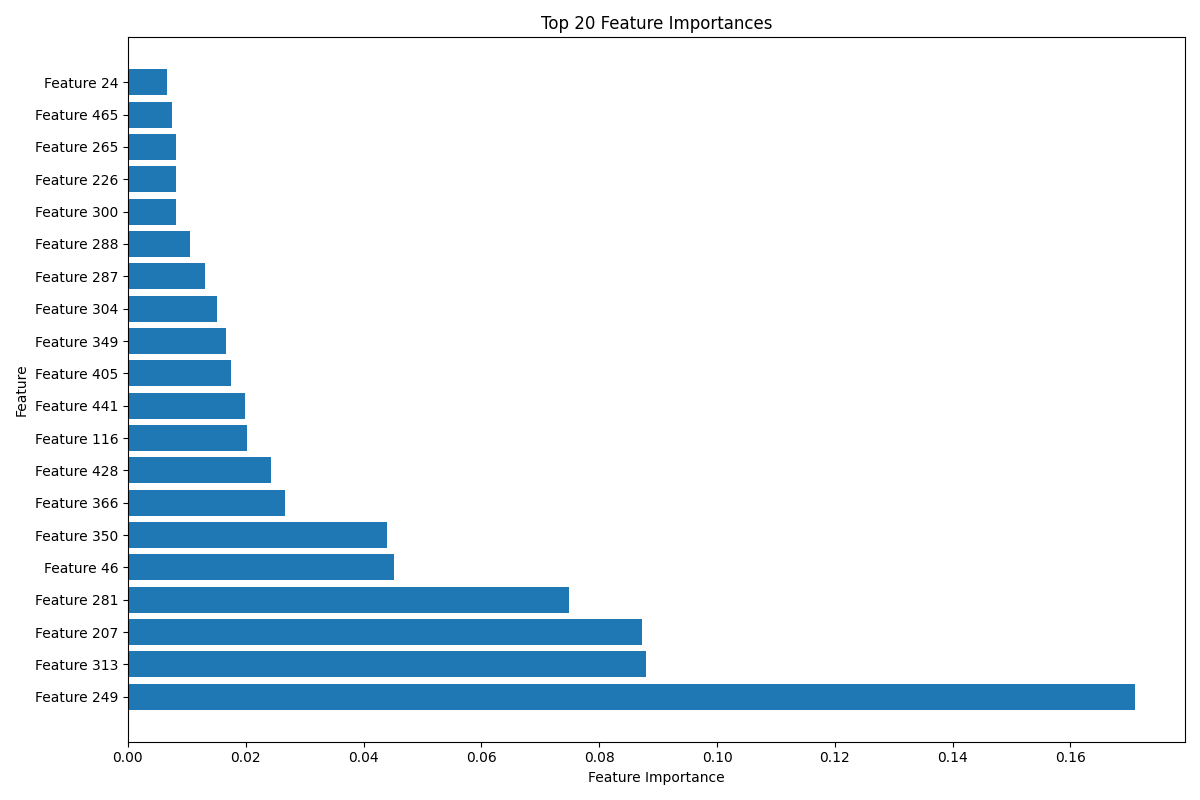 Top 20 Feature Importances
Feature
Feature 24
Feature 465
Feature 265
Feature 226
Feature 300
Feature 288
Feature 287
Feature 304
Feature 349
Feature 405
Feature 441
Feature 116
Feature 428
Feature 366
Feature 350
Feature 46
Feature 281
Feature 207
Feature 313
Feature 249
0.00 0.02 0.04 0.06 0.08 0.10 0.12 0.14 0.16
Feature Importance